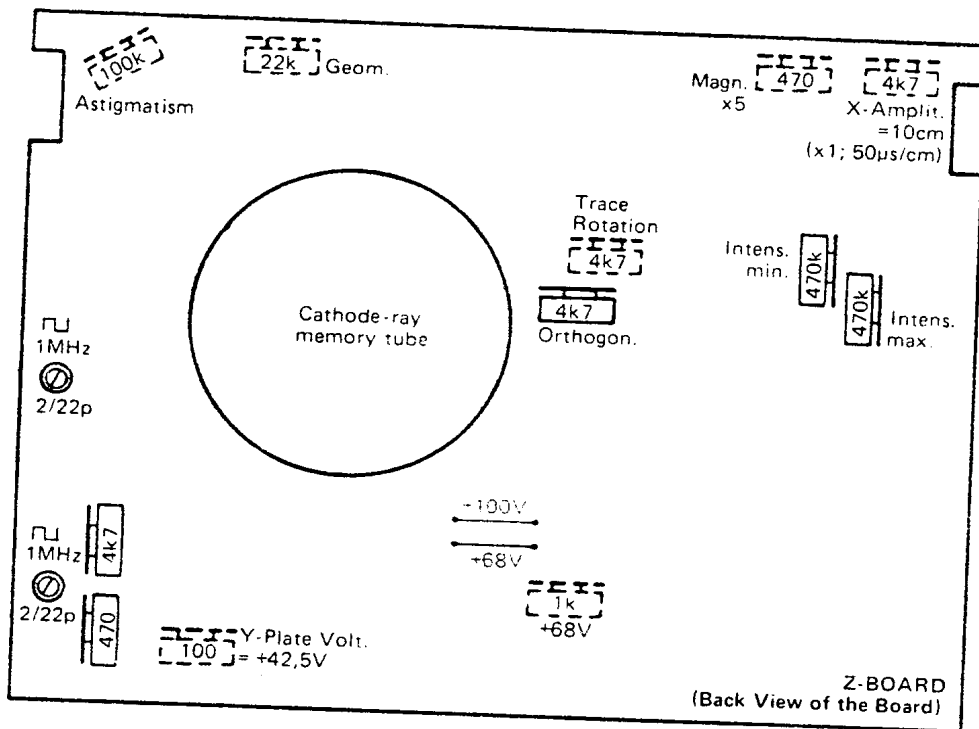 100k
Astigmatism
22k
Geom.
Magn.
x5
470
4k7
X-Amplit.
=10cm
(x1; 50µs/cm)
Trace
Rotation
4k7
4k7
Orthogon.
Intens.
min.
470k
470k
Intens.
max.
Cathode-ray
memory tube
1MHz
2/22p
1MHz
2/22p
4k7
470
100
Y-Plate Volt.
= +42,5V
-100V
+68V
1k
+68V
Z-BOARD
(Back View of the Board)